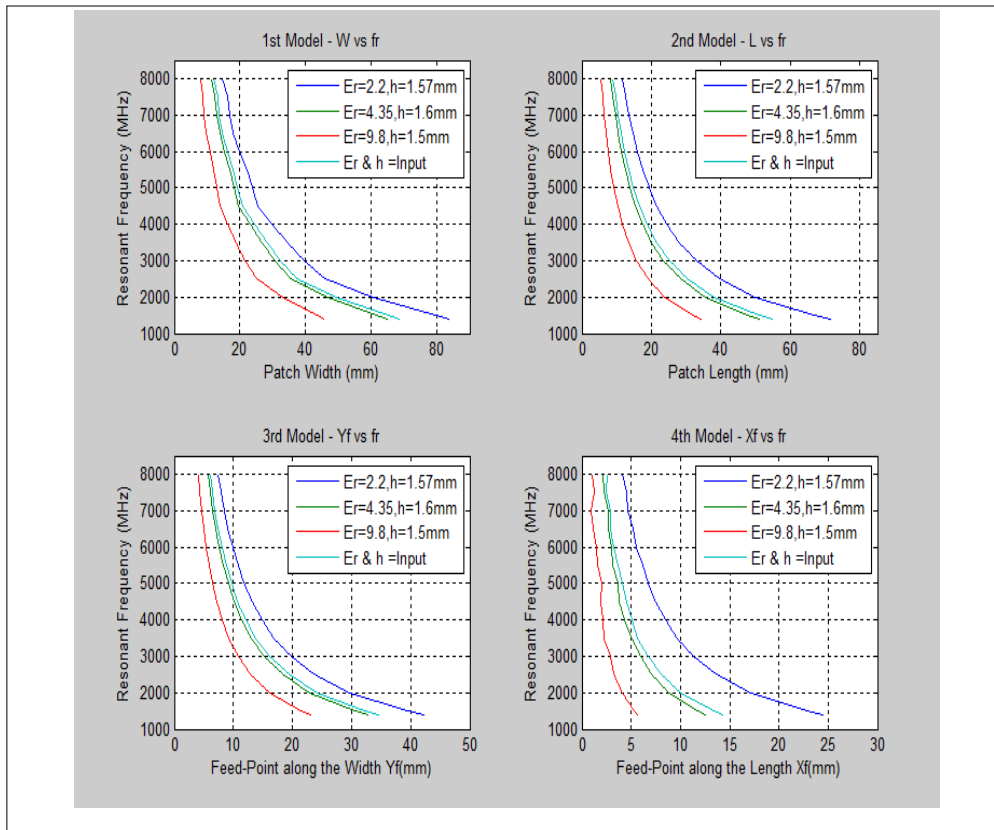 1st Model - W vs fr
Resonant Frequency (MHz)
8000
7000
6000
5000
4000
3000
2000
1000
Er=2.2,h=1.57mm
Er=4.35,h=1.6mm
Er=9.8,h=1.5mm
Er & h =Input
0 20 40 60 80
Patch Width (mm)
2nd Model - L vs fr
Resonant Frequency (MHz)
8000
7000
6000
5000
4000
3000
2000
1000
Er=2.2,h=1.57mm
Er=4.35,h=1.6mm
Er=9.8,h=1.5mm
Er & h =Input
0 20 40 60 80
Patch Length (mm)
3rd Model - Yf vs fr
Resonant Frequency (MHz)
8000
7000
6000
5000
4000
3000
2000
1000
Er=2.2,h=1.57mm
Er=4.35,h=1.6mm
Er=9.8,h=1.5mm
Er & h =Input
0 10 20 30 40 50
Feed-Point along the Width Yf(mm)
4th Model - Xf vs fr
Resonant Frequency (MHz)
8000
7000
6000
5000
4000
3000
2000
1000
Er=2.2,h=1.57mm
Er=4.35,h=1.6mm
Er=9.8,h=1.5mm
Er & h =Input
0 5 10 15 20 25 30
Feed-Point along the Length Xf(mm)